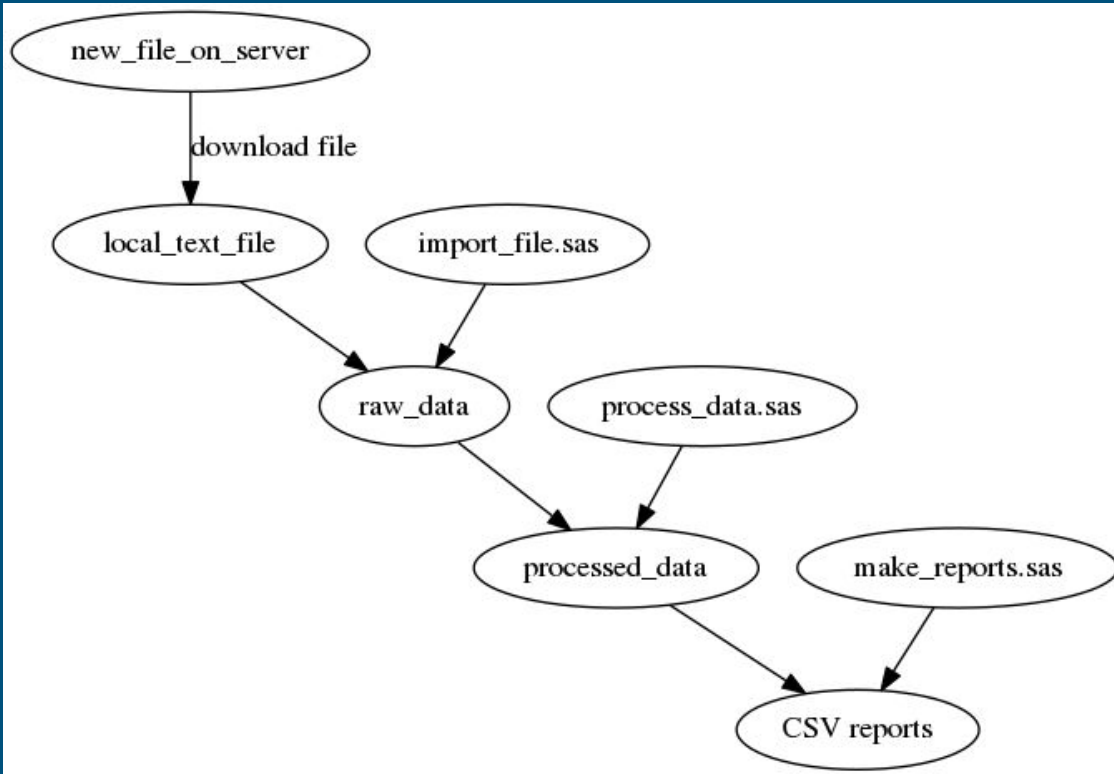 new_file_on_server
download file
local_text_file
import_file.sas
raw_data
process_data.sas
processed_data
make_reports.sas
CSV reports